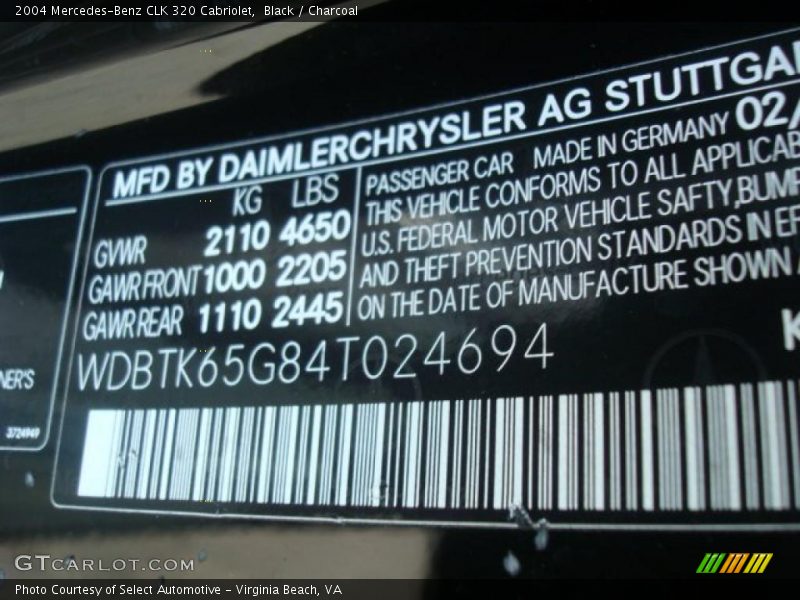 2004 Mercedes-Benz CLK 320 Cabriolet,  Black / Charcoal
MFD BY DAIMLERCHRYSLER AG STUTTGA
KG LBS
GVWR 2110 4650
GAWR FRONT 1000 2205
GAWR REAR 1110 2445
02/
PASSENGER CAR MADE IN GERMANY
THIS VEHICLE CONFORMS TO ALL APPLICAB
U.S. FEDERAL MOTOR VEHICLE SAFTY, BUMP
AND THEFT PREVENTION STANDARDS IN EF
ON THE DATE OF MANUFACTURE SHOWN
WDBTK65G84T024694
NER'S
3724949
GTCARLOT.COM
Photo Courtesy of Select Automotive - Virginia Beach, VA